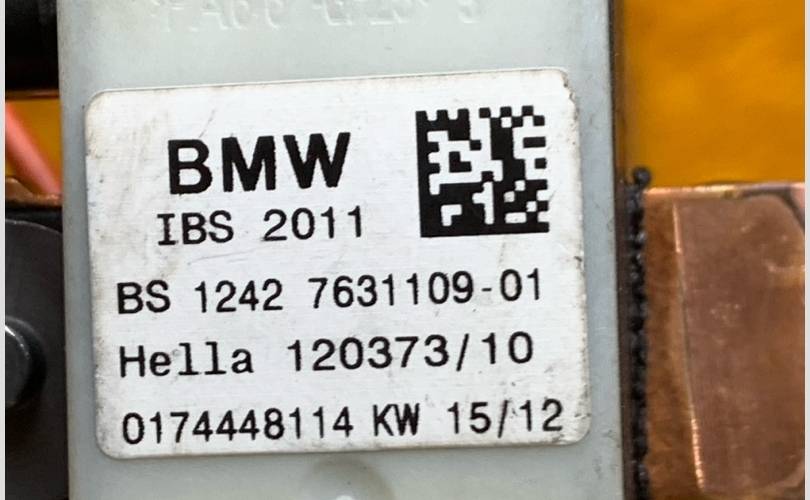 BMW
IBS 2011
BS 1242 7631109-01
Hella 120373/10
0174448114 KW 15/12